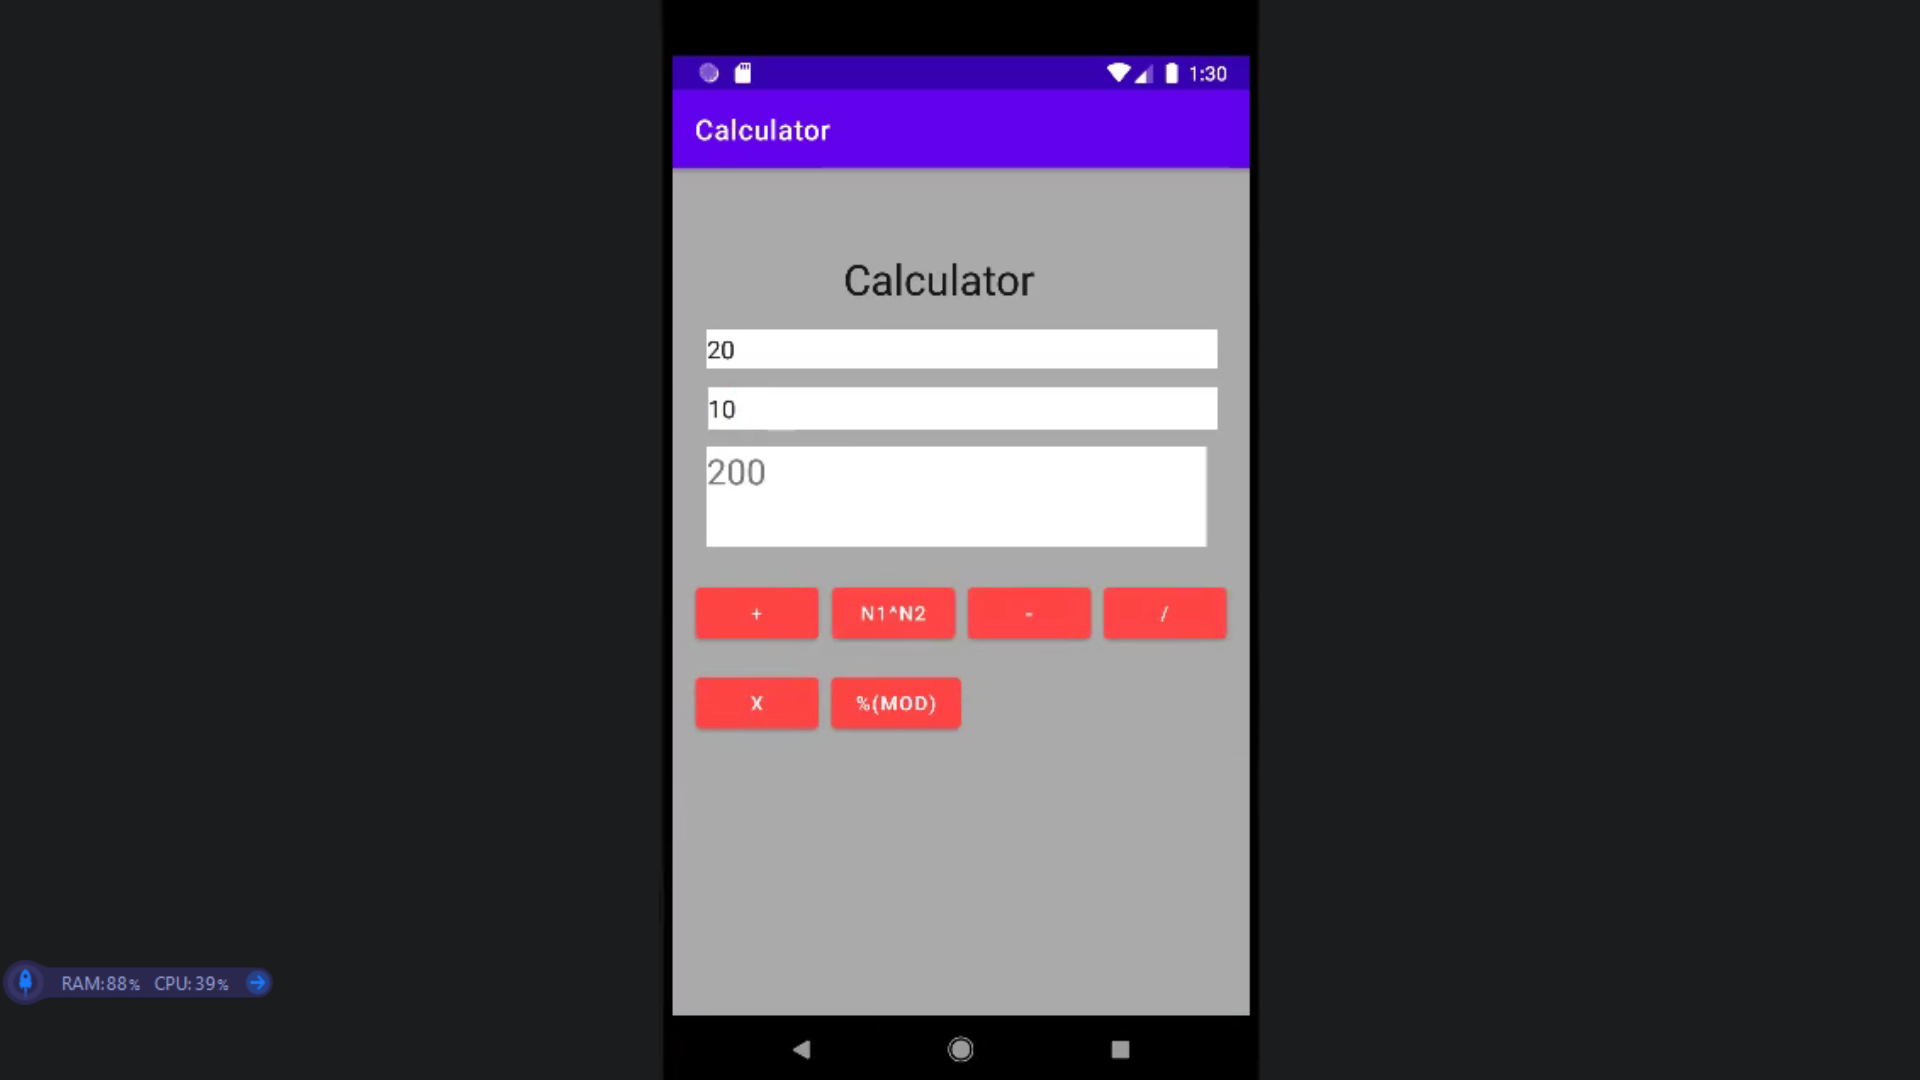 1:30
Calculator
Calculator
20
10
200
+ N1^N2 - /
X %(MOD)
RAM:88% CPU:39%